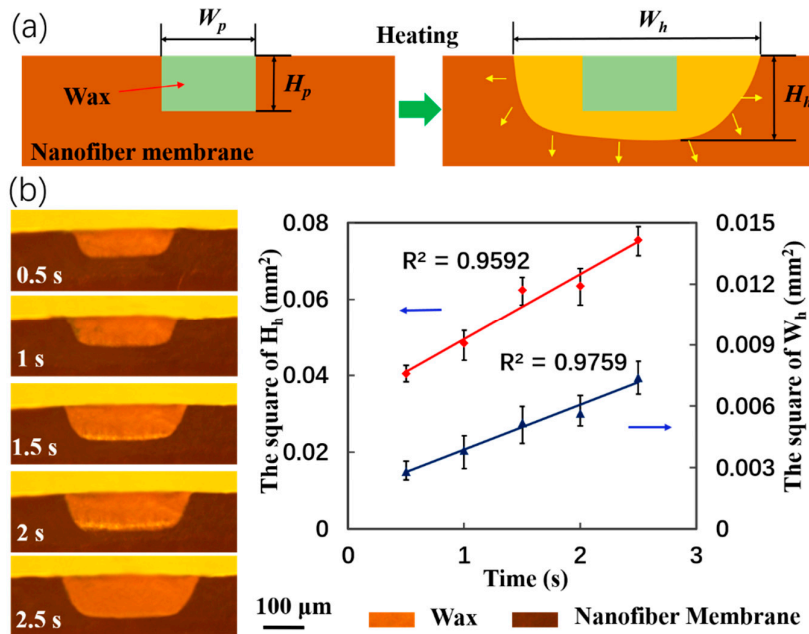 (a)
Wp
Hp
Wax
Nanofiber membrane
Heating
Wh
Hh
(b)
0.5 s
1 s
1.5 s
2 s
2.5 s
100 μm
The square of Hh (mm²)
0.08
0.06
0.04
0.02
0
R² = 0.9592
R² = 0.9759
0.015
0.012
0.009
0.006
0.003
0
The square of Wh (mm²)
0 1 2 3
Time (s)
Wax
Nanofiber Membrane